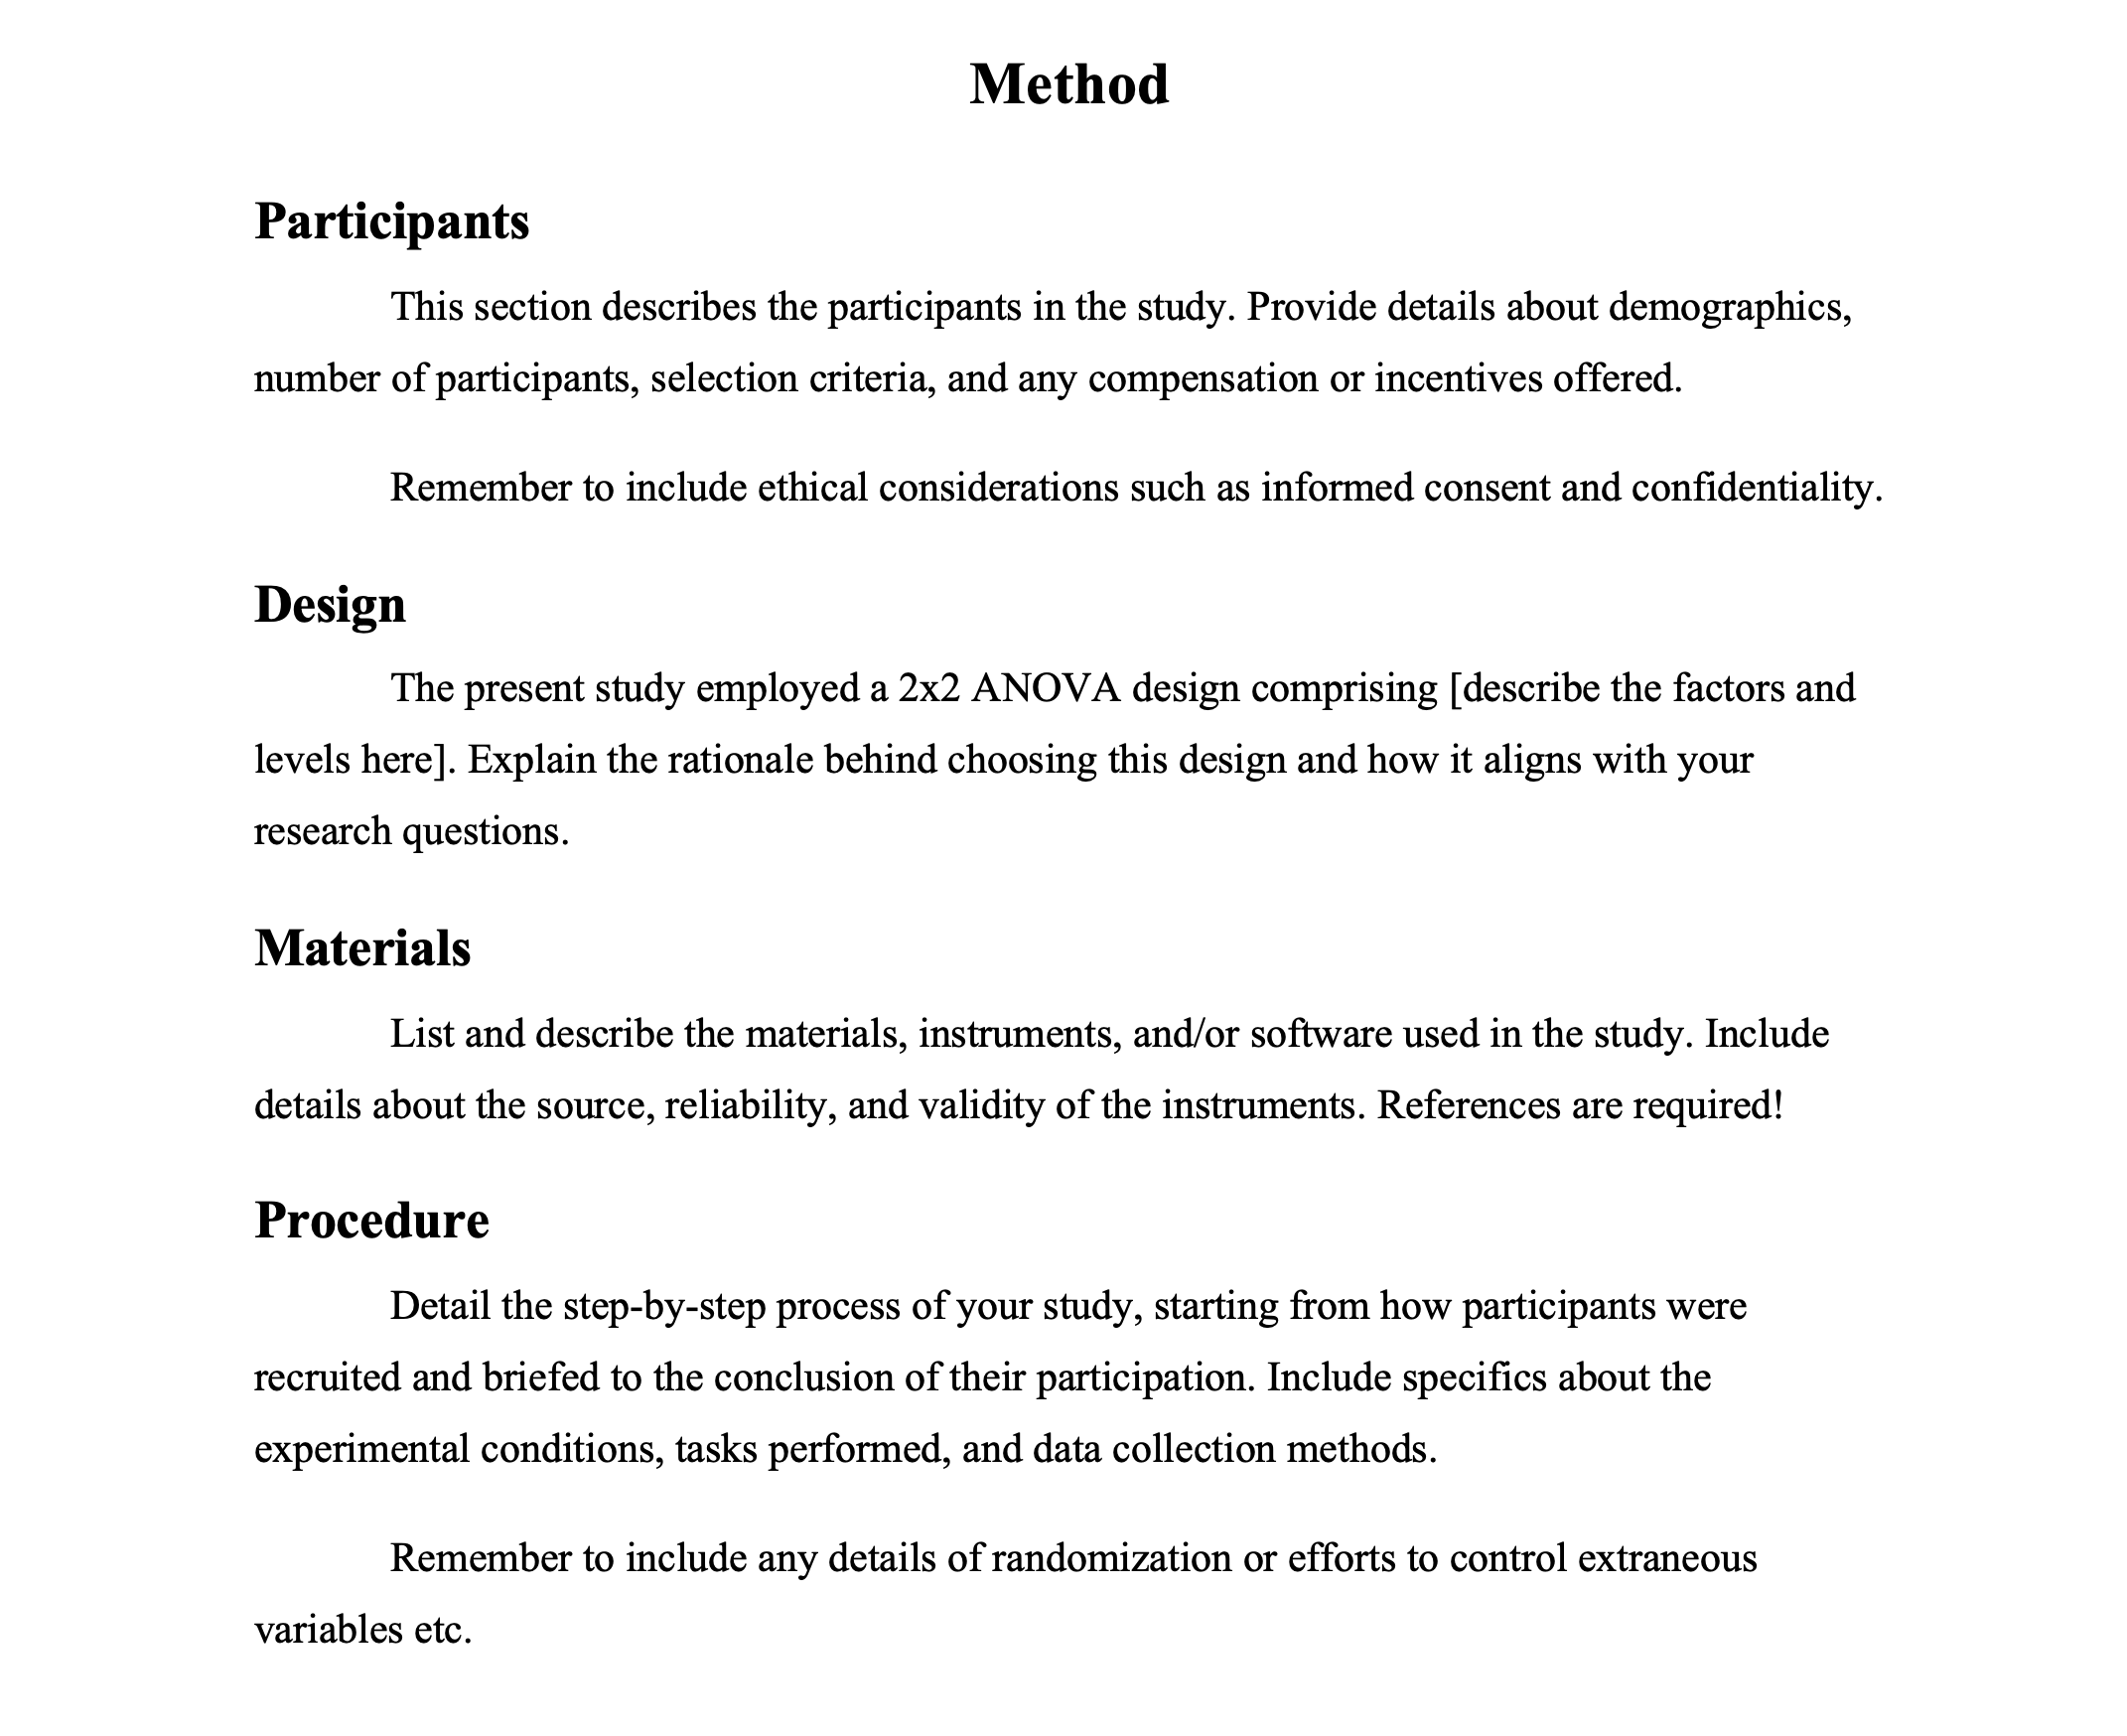 Method
Participants
This section describes the participants in the study. Provide details about demographics,
number of participants, selection criteria, and any compensation or incentives offered.
Remember to include ethical considerations such as informed consent and confidentiality.
Design
The present study employed a 2x2 ANOVA design comprising [describe the factors and
levels here]. Explain the rationale behind choosing this design and how it aligns with your
research questions.
Materials
List and describe the materials, instruments, and/or software used in the study. Include
details about the source, reliability, and validity of the instruments. References are required!
Procedure
Detail the step-by-step process of your study, starting from how participants were
recruited and briefed to the conclusion of their participation. Include specifics about the
experimental conditions, tasks performed, and data collection methods.
Remember to include any details of randomization or efforts to control extraneous
variables etc.